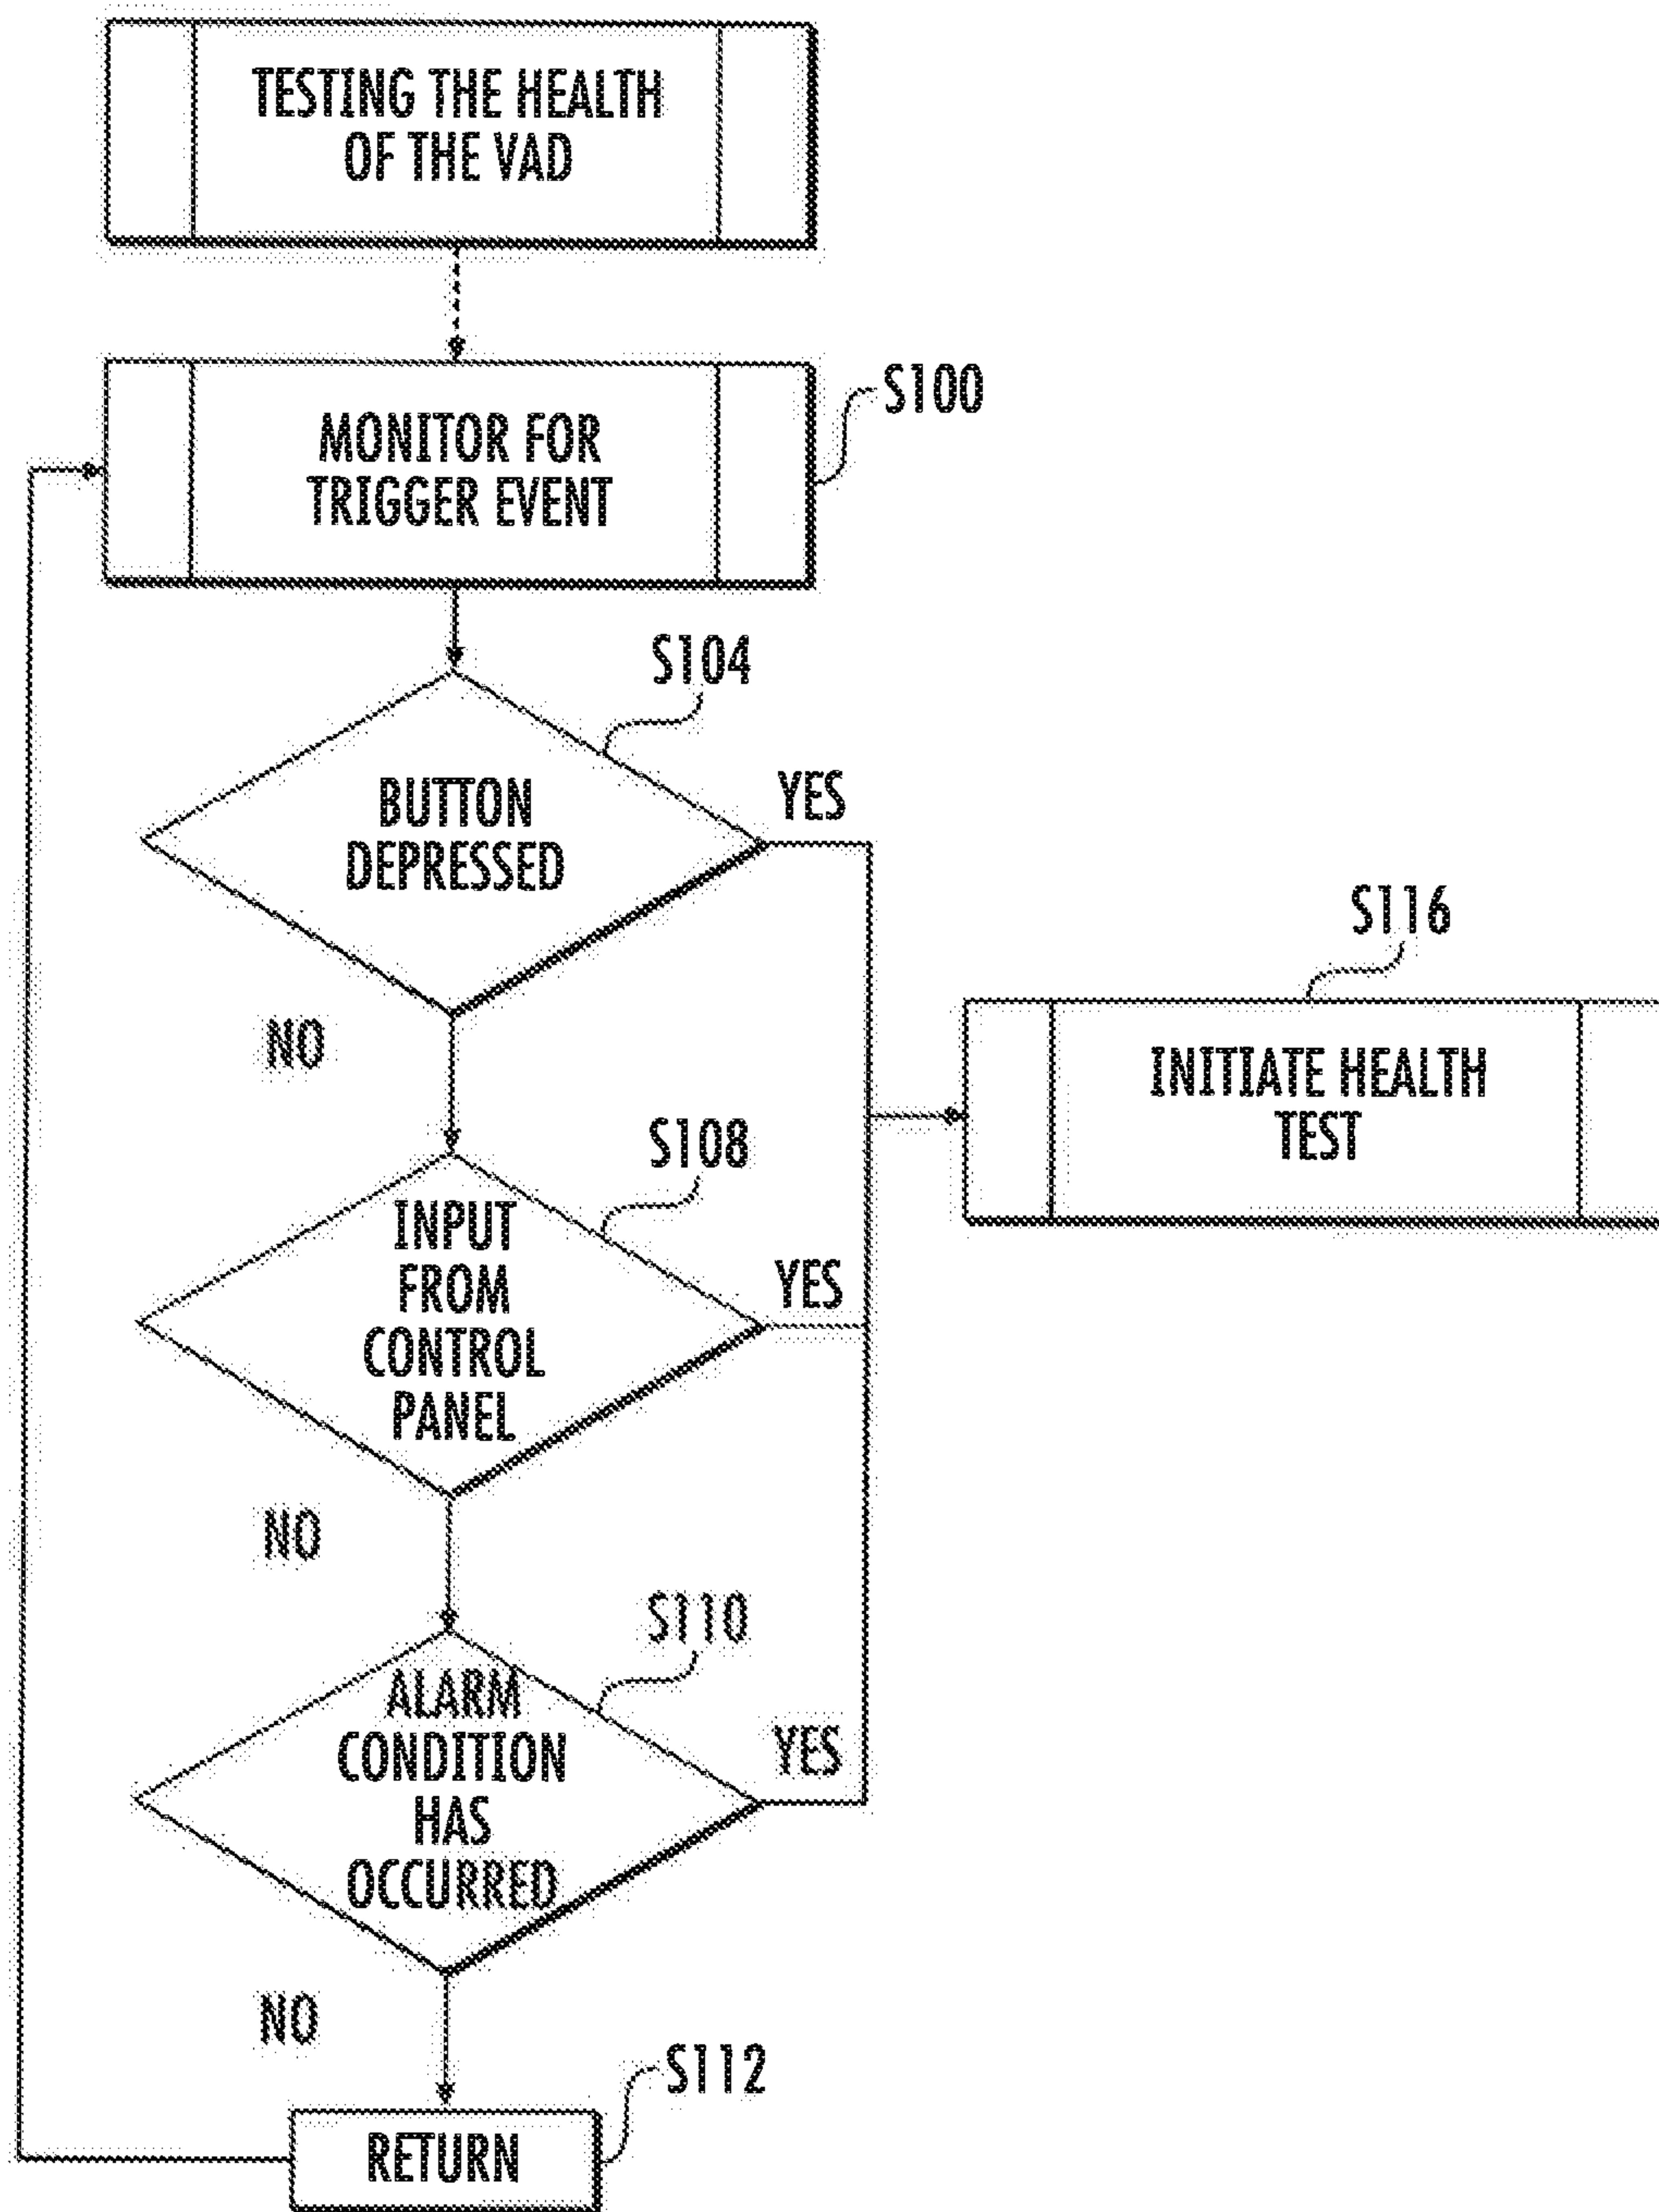 TESTING THE HEALTH
OF THE VAD
MONITOR FOR
TRIGGER EVENT
S100
S104
BUTTON
DEPRESSED
YES
NO
S116
INITIATE HEALTH
TEST
S108
INPUT
FROM
CONTROL
PANEL
YES
NO
S110
ALARM
CONDITION
HAS
OCCURRED
YES
NO
S112
RETURN